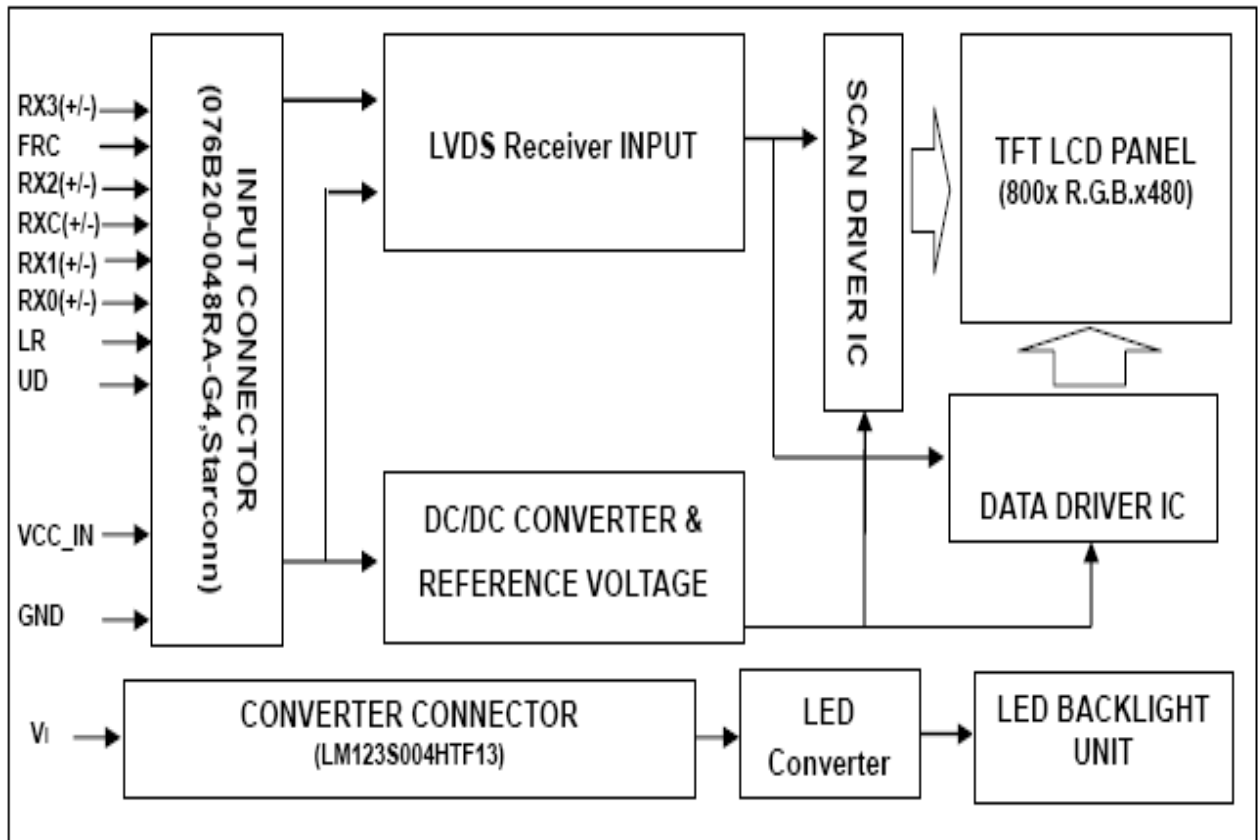 RX3(+/-)
FRC
RX2(+/-)
RXC(+/-)
RX1(+/-)
RX0(+/-)
LR
UD
VCC_IN
GND
INPUT CONNECTOR
(076B20-0048RA-G4,Starconn)
LVDS Receiver INPUT
SCAN DRIVER IC
TFT LCD PANEL
(800x R.G.B.x480)
DC/DC CONVERTER &
REFERENCE VOLTAGE
DATA DRIVER IC
VI
CONVERTER CONNECTOR
(LM123S004HTF13)
LED
Converter
LED BACKLIGHT
UNIT